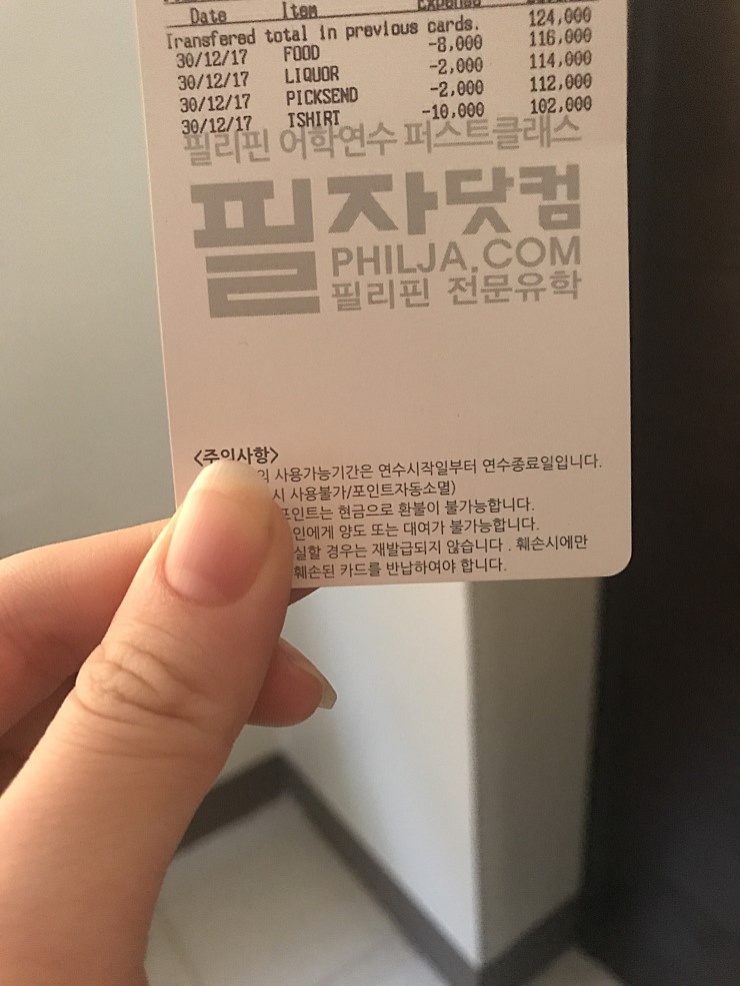 Date Item Expense
124,000
Transfered total in previous cards. 116,000
30/12/17 FOOD -8,000 114,000
30/12/17 LIQUOR -2,000 112,000
30/12/17 PICKSEND -2,000 102,000
30/12/17 TSHIRT -10,000
필리핀 어학연수 퍼스트클래스
필자닷컴
PHILJA.COM
필리핀 전문유학
<주의사항>
의 사용가능기간은 연수시작일부터 연수종료일입니다.
시 사용불가/포인트자동소멸)
포인트는 현금으로 환불이 불가능합니다.
인에게 양도 또는 대여가 불가능합니다.
실할 경우는 재발급되지 않습니다 . 훼손시에만
훼손된 카드를 반납하여야 합니다.